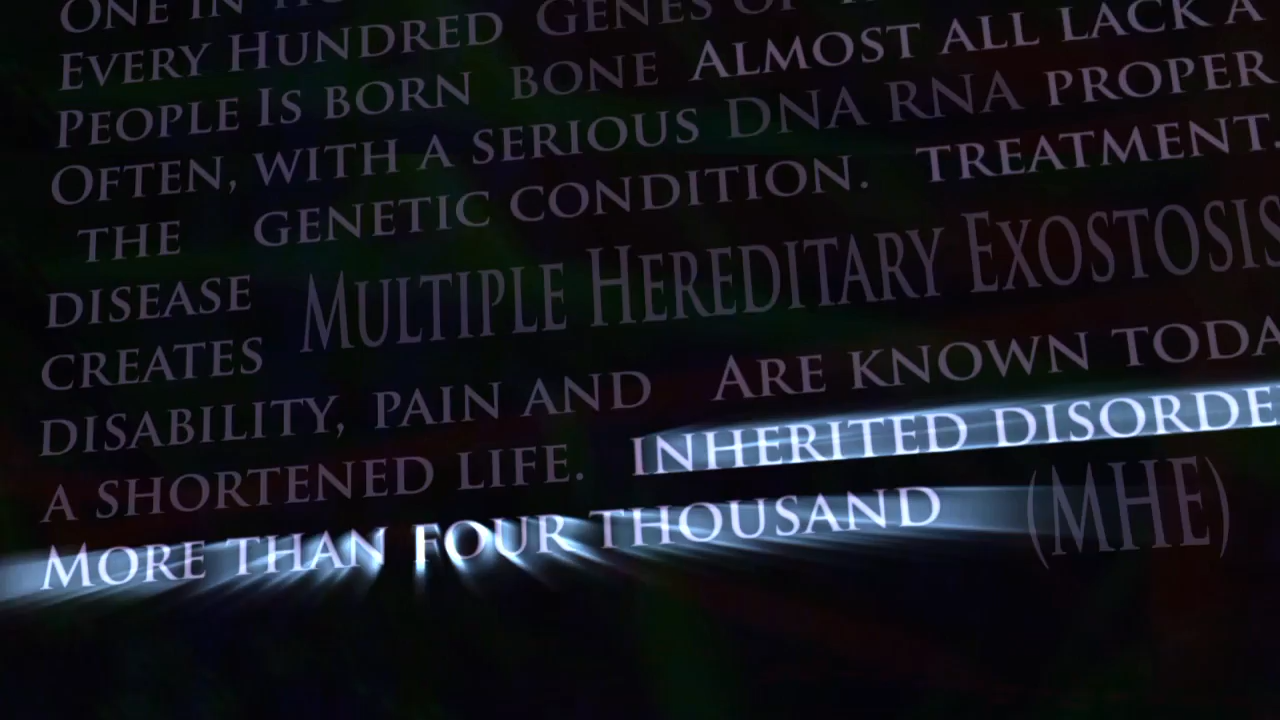 ONE IN
EVERY HUNDRED GENES OF
PEOPLE IS BORN BONE ALMOST ALL LACK A
OFTEN, WITH A SERIOUS DNA RNA PROPER
THE GENETIC CONDITION. TREATMENT.
DISEASE MULTIPLE HEREDITARY EXOSTOSIS
CREATES
DISABILITY, PAIN AND ARE KNOWN TODA
A SHORTENED LIFE. INHERITED DISORDE
MORE THAN FOUR THOUSAND (MHE)